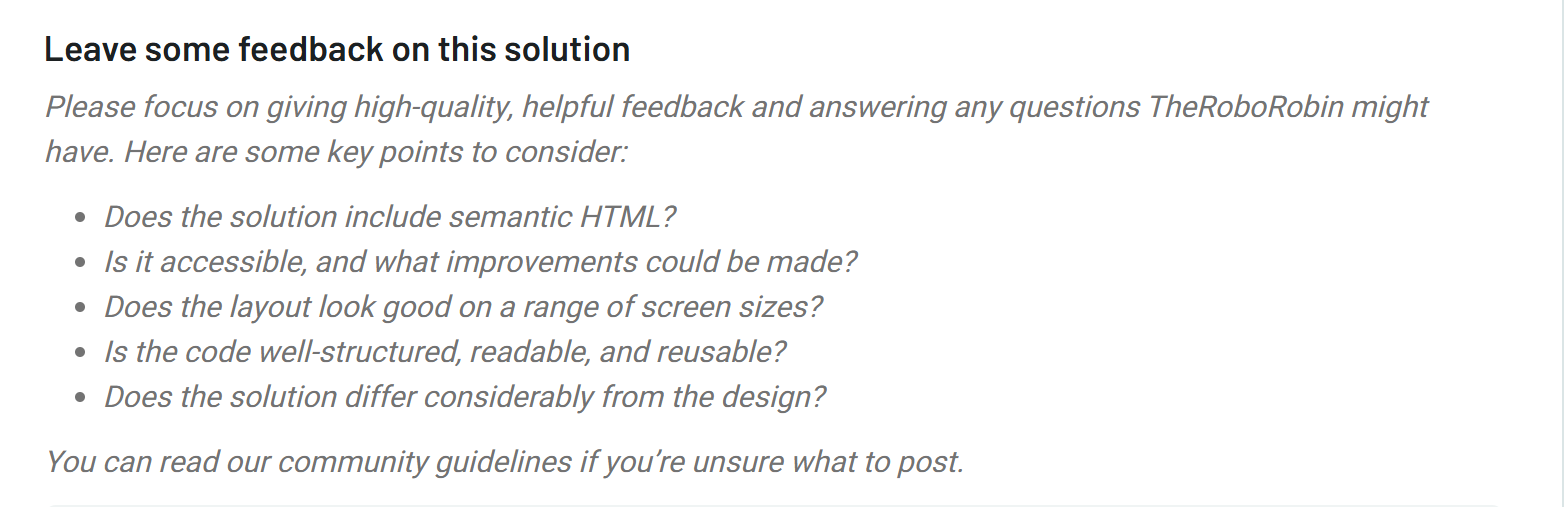 Leave some feedback on this solution
Please focus on giving high-quality, helpful feedback and answering any questions TheRoboRobin might
have. Here are some key points to consider:
• Does the solution include semantic HTML?
• Is it accessible, and what improvements could be made?
• Does the layout look good on a range of screen sizes?
• Is the code well-structured, readable, and reusable?
• Does the solution differ considerably from the design?
You can read our community guidelines if you’re unsure what to post.